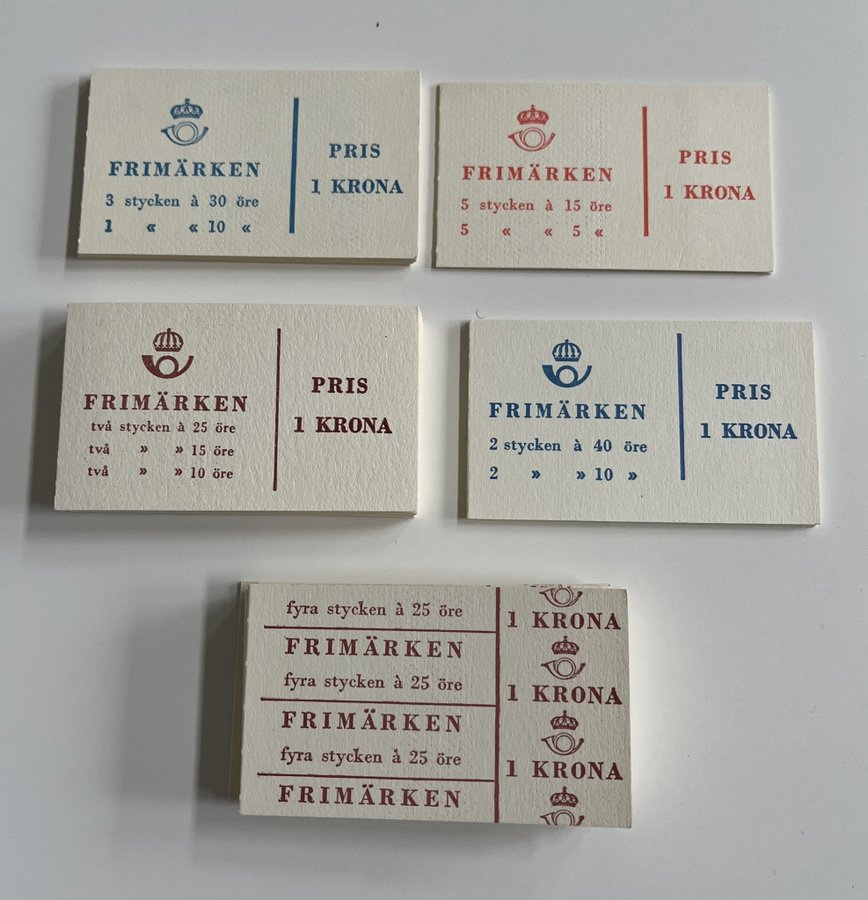 FRIMÄRKEN
3 stycken à 30 öre
1 « « 10 «
PRIS
1 KRONA
FRIMÄRKEN
5 stycken à 15 öre
5 « « 5 «
PRIS
1 KRONA
FRIMÄRKEN
två stycken à 25 öre
två » » 15 öre
två » » 10 öre
PRIS
1 KRONA
FRIMÄRKEN
2 stycken à 40 öre
2 » » 10 »
PRIS
1 KRONA
fyra stycken à 25 öre
FRIMÄRKEN
fyra stycken à 25 öre
FRIMÄRKEN
fyra stycken à 25 öre
FRIMÄRKEN
1 KRONA
1 KRONA
1 KRONA